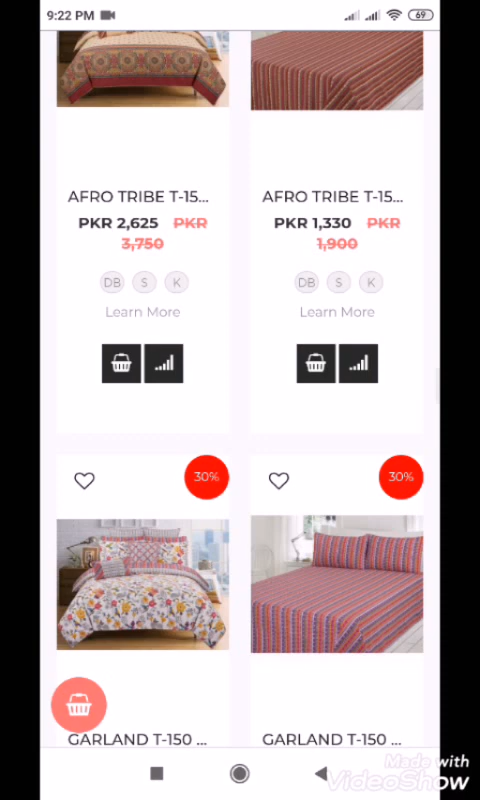 9:22 PM
69
AFRO TRIBE T-15...
AFRO TRIBE T-15...
PKR 2,625 PKR 3,750
PKR 1,330 PKR 1,900
DB S K
DB S K
Learn More
Learn More
30%
30%
GARLAND T-150 ...
GARLAND T-150 ...
Made with
VideoShow